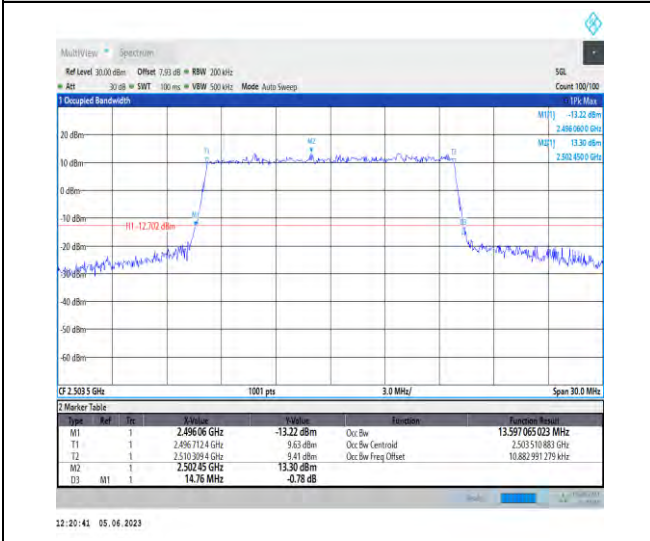 MultiView Spectrum
Ref Level 30.00 dBm Offset 7.93 dB RBW 200 kHz SGL
Att 30 dB SWT 100 ms VBW 500 kHz Mode Auto Sweep Count 100/100
1 Occupied Bandwidth 1Pk Max
M1[1] -13.22 dBm
2.496 060 0 GHz
M2[1] 13.30 dBm
2.502 450 0 GHz
20 dBm
M2
T1
T2
10 dBm
0 dBm
-10 dBm
M1
D3
H1 -12.702 dBm
-20 dBm
-30 dBm
-40 dBm
-50 dBm
-60 dBm
CF 2.503 5 GHz 1001 pts 3.0 MHz/ Span 30.0 MHz
2 Marker Table
Type Ref Trc X-Value Y-Value Function Function Result
M1 1 2.496 06 GHz -13.22 dBm Occ Bw 13.597 065 023 MHz
T1 1 2.496 712 4 GHz 9.63 dBm Occ Bw Centroid 2.503 510 883 GHz
T2 1 2.510 309 4 GHz 9.41 dBm Occ Bw Freq Offset 10.882 991 279 kHz
M2 1 2.502 45 GHz 13.30 dBm
D3 M1 1 14.76 MHz -0.78 dB
12:20:41 05.06.2023